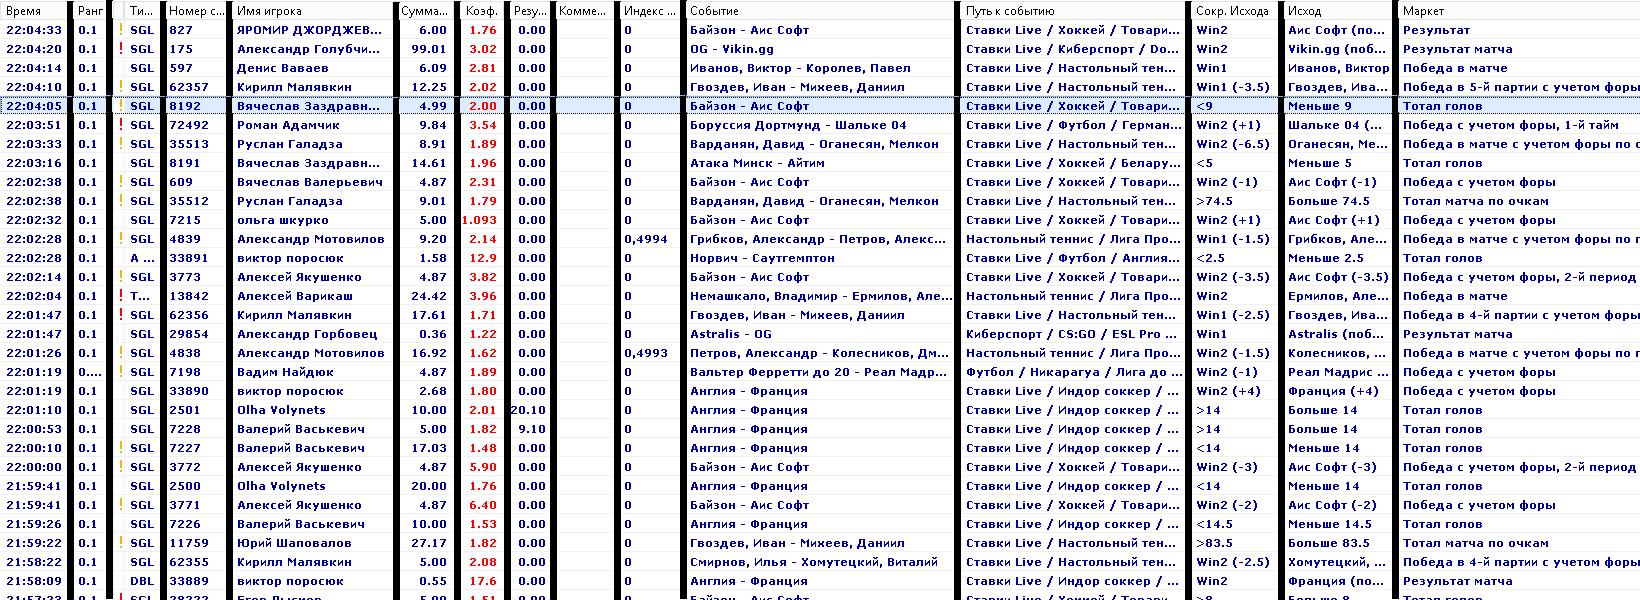 Время Ранг Ти... Номер с... Имя игрока Сумма... Коэф. Резу... Комме... Индекс ... Событие Путь к событию Сокр. Исхода Исход Маркет
22:04:33 0.1 ! SGL 827 ЯРОМИР ДЖОРДЖЕВ... 6.00 1.76 0.00 0 Байзон - Аис Софт Ставки Live / Хоккей / Товари... Win2 Аис Софт (по... Результат
22:04:20 0.1 ! SGL 175 Александр Голубчи... 99.01 3.02 0.00 0 OG - Vikin.gg Ставки Live / Киберспорт / Do... Win2 Vikin.gg (поб... Результат матча
22:04:14 0.1 SGL 597 Денис Ваваев 6.09 2.81 0.00 0 Иванов, Виктор - Королев, Павел Ставки Live / Настольный тен... Win1 Иванов, Виктор Победа в матче
22:04:10 0.1 ! SGL 62357 Кирилл Малявкин 12.25 2.02 0.00 0 Гвоздев, Иван - Михеев, Даниил Ставки Live / Настольный тен... Win1 (-3.5) Гвоздев, Ива... Победа в 5-й партии с учетом форы
22:04:05 0.1 ! SGL 8192 Вячеслав Заздравн... 4.99 2.00 0.00 0 Байзон - Аис Софт Ставки Live / Хоккей / Товари... <9 Меньше 9 Тотал голов
22:03:51 0.1 ! SGL 72492 Роман Адамчик 9.84 3.54 0.00 0 Боруссия Дортмунд - Шальке 04 Ставки Live / Футбол / Герман... Win2 (+1) Шальке 04 (... Победа с учетом форы, 1-й тайм
22:03:33 0.1 ! SGL 35513 Руслан Галадза 8.91 1.89 0.00 0 Варданян, Давид - Оганесян, Мелкон Ставки Live / Настольный тен... Win2 (-6.5) Оганесян, Ме... Победа в матче с учетом форы по о
22:03:16 0.1 SGL 8191 Вячеслав Заздравн... 14.61 1.96 0.00 0 Атака Минск - Айтим Ставки Live / Хоккей / Белару... <5 Меньше 5 Тотал голов
22:02:38 0.1 ! SGL 609 Вячеслав Валерьевич 4.87 2.31 0.00 0 Байзон - Аис Софт Ставки Live / Хоккей / Товари... Win2 (-1) Аис Софт (-1) Победа с учетом форы
22:02:38 0.1 ! SGL 35512 Руслан Галадза 9.01 1.79 0.00 0 Варданян, Давид - Оганесян, Мелкон Ставки Live / Настольный тен... >74.5 Больше 74.5 Тотал матча по очкам
22:02:32 0.1 SGL 7215 ольга шкурко 5.00 1.093 0.00 0 Байзон - Аис Софт Ставки Live / Хоккей / Товари... Win2 (+1) Аис Софт (+1) Победа с учетом форы
22:02:28 0.1 ! SGL 4839 Александр Мотовилов 9.20 2.14 0.00 0,4994 Грибков, Александр - Петров, Алекс... Настольный теннис / Лига Про... Win1 (-1.5) Грибков, Але... Победа в матче с учетом форы по п
22:02:28 0.1 A ... 33891 виктор поросюк 1.58 12.9 0.00 0 Норвич - Саутгемптон Ставки Live / Футбол / Англия... <2.5 Меньше 2.5 Тотал голов
22:02:14 0.1 ! SGL 3773 Алексей Якушенко 4.87 3.82 0.00 0 Байзон - Аис Софт Ставки Live / Хоккей / Товари... Win2 (-3.5) Аис Софт (-3.5) Победа с учетом форы, 2-й период
22:02:04 0.1 ! T... 13842 Алексей Варикаш 24.42 3.96 0.00 0 Немашкало, Владимир - Ермилов, Але... Настольный теннис / Лига Про... Win2 Ермилов, Але... Победа в матче
22:01:47 0.1 ! SGL 62356 Кирилл Малявкин 17.61 1.71 0.00 0 Гвоздев, Иван - Михеев, Даниил Ставки Live / Настольный тен... Win1 (-2.5) Гвоздев, Ива... Победа в 4-й партии с учетом форы
22:01:47 0.1 SGL 29854 Александр Горбовец 0.36 1.22 0.00 0 Astralis - OG Киберспорт / CS:GO / ESL Pro ... Win1 Astralis (поб... Результат матча
22:01:26 0.1 ! SGL 4838 Александр Мотовилов 16.92 1.62 0.00 0,4993 Петров, Александр - Колесников, Дм... Настольный теннис / Лига Про... Win2 (-1.5) Колесников, ... Победа в матче с учетом форы по п
22:01:19 0.... ! SGL 7198 Вадим Найдюк 4.87 1.89 0.00 0 Вальтер Ферретти до 20 - Реал Мадр... Футбол / Никарагуа / Лига до ... Win2 (-1) Реал Мадрис ... Победа с учетом форы
22:01:19 0.1 SGL 33890 виктор поросюк 2.68 1.80 0.00 0 Англия - Франция Ставки Live / Индор соккер / ... Win2 (+4) Франция (+4) Победа с учетом форы
22:01:10 0.1 SGL 2501 Olha Volynets 10.00 2.01 20.10 0 Англия - Франция Ставки Live / Индор соккер / ... >14 Больше 14 Тотал голов
22:00:53 0.1 SGL 7228 Валерий Васькевич 5.00 1.82 9.10 0 Англия - Франция Ставки Live / Индор соккер / ... >14 Больше 14 Тотал голов
22:00:10 0.1 ! SGL 7227 Валерий Васькевич 17.03 1.48 0.00 0 Англия - Франция Ставки Live / Индор соккер / ... <14 Меньше 14 Тотал голов
22:00:00 0.1 ! SGL 3772 Алексей Якушенко 4.87 5.90 0.00 0 Байзон - Аис Софт Ставки Live / Хоккей / Товари... Win2 (-3) Аис Софт (-3) Победа с учетом форы, 2-й период
21:59:41 0.1 SGL 2500 Olha Volynets 20.00 1.76 0.00 0 Англия - Франция Ставки Live / Индор соккер / ... <14 Меньше 14 Тотал голов
21:59:41 0.1 ! SGL 3771 Алексей Якушенко 4.87 6.40 0.00 0 Байзон - Аис Софт Ставки Live / Хоккей / Товари... Win2 (-2) Аис Софт (-2) Победа с учетом форы
21:59:26 0.1 SGL 7226 Валерий Васькевич 10.00 1.53 0.00 0 Англия - Франция Ставки Live / Индор соккер / ... <14.5 Меньше 14.5 Тотал голов
21:59:22 0.1 ! SGL 11759 Юрий Шаповалов 27.17 1.82 0.00 0 Гвоздев, Иван - Михеев, Даниил Ставки Live / Настольный тен... >83.5 Больше 83.5 Тотал матча по очкам
21:58:22 0.1 SGL 62355 Кирилл Малявкин 5.00 2.08 0.00 0 Смирнов, Илья - Хомутецкий, Виталий Ставки Live / Настольный тен... Win2 (-2.5) Хомутецкий, ... Победа в 4-й партии с учетом форы
21:58:09 0.1 DBL 33889 виктор поросюк 0.55 17.6 0.00 0 Англия - Франция Ставки Live / Индор соккер / ... Win2 Франция (по... Результат матча